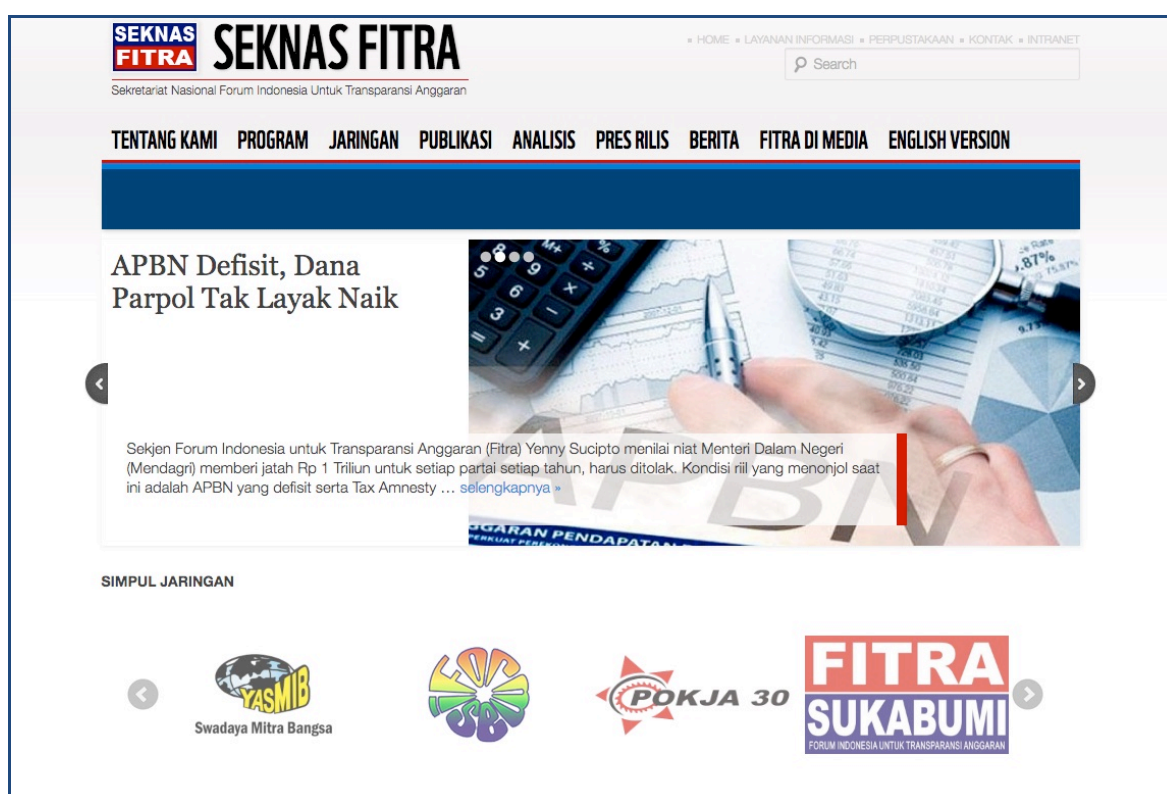 SEKNAS
FITRA
SEKNAS FITRA
Sekretariat Nasional Forum Indonesia Untuk Transparansi Anggaran
HOME LAYANAN INFORMASI PERPUSTAKAAN KONTAK INTRANET
Search
TENTANG KAMI PROGRAM JARINGAN PUBLIKASI ANALISIS PRES RILIS BERITA FITRA DI MEDIA ENGLISH VERSION
APBN Defisit, Dana
Parpol Tak Layak Naik
Sekjen Forum Indonesia untuk Transparansi Anggaran (Fitra) Yenny Sucipto menilai niat Menteri Dalam Negeri
(Mendagri) memberi jatah Rp 1 Triliun untuk setiap partai setiap tahun, harus ditolak. Kondisi riil yang menonjol saat
ini adalah APBN yang defisit serta Tax Amnesty … selengkapnya »
APBN
SIMPUL JARINGAN
YASMIB
Swadaya Mitra Bangsa
POKJA 30
FITRA
SUKABUMI
FORUM INDONESIA UNTUK TRANSPARANSI ANGGARAN